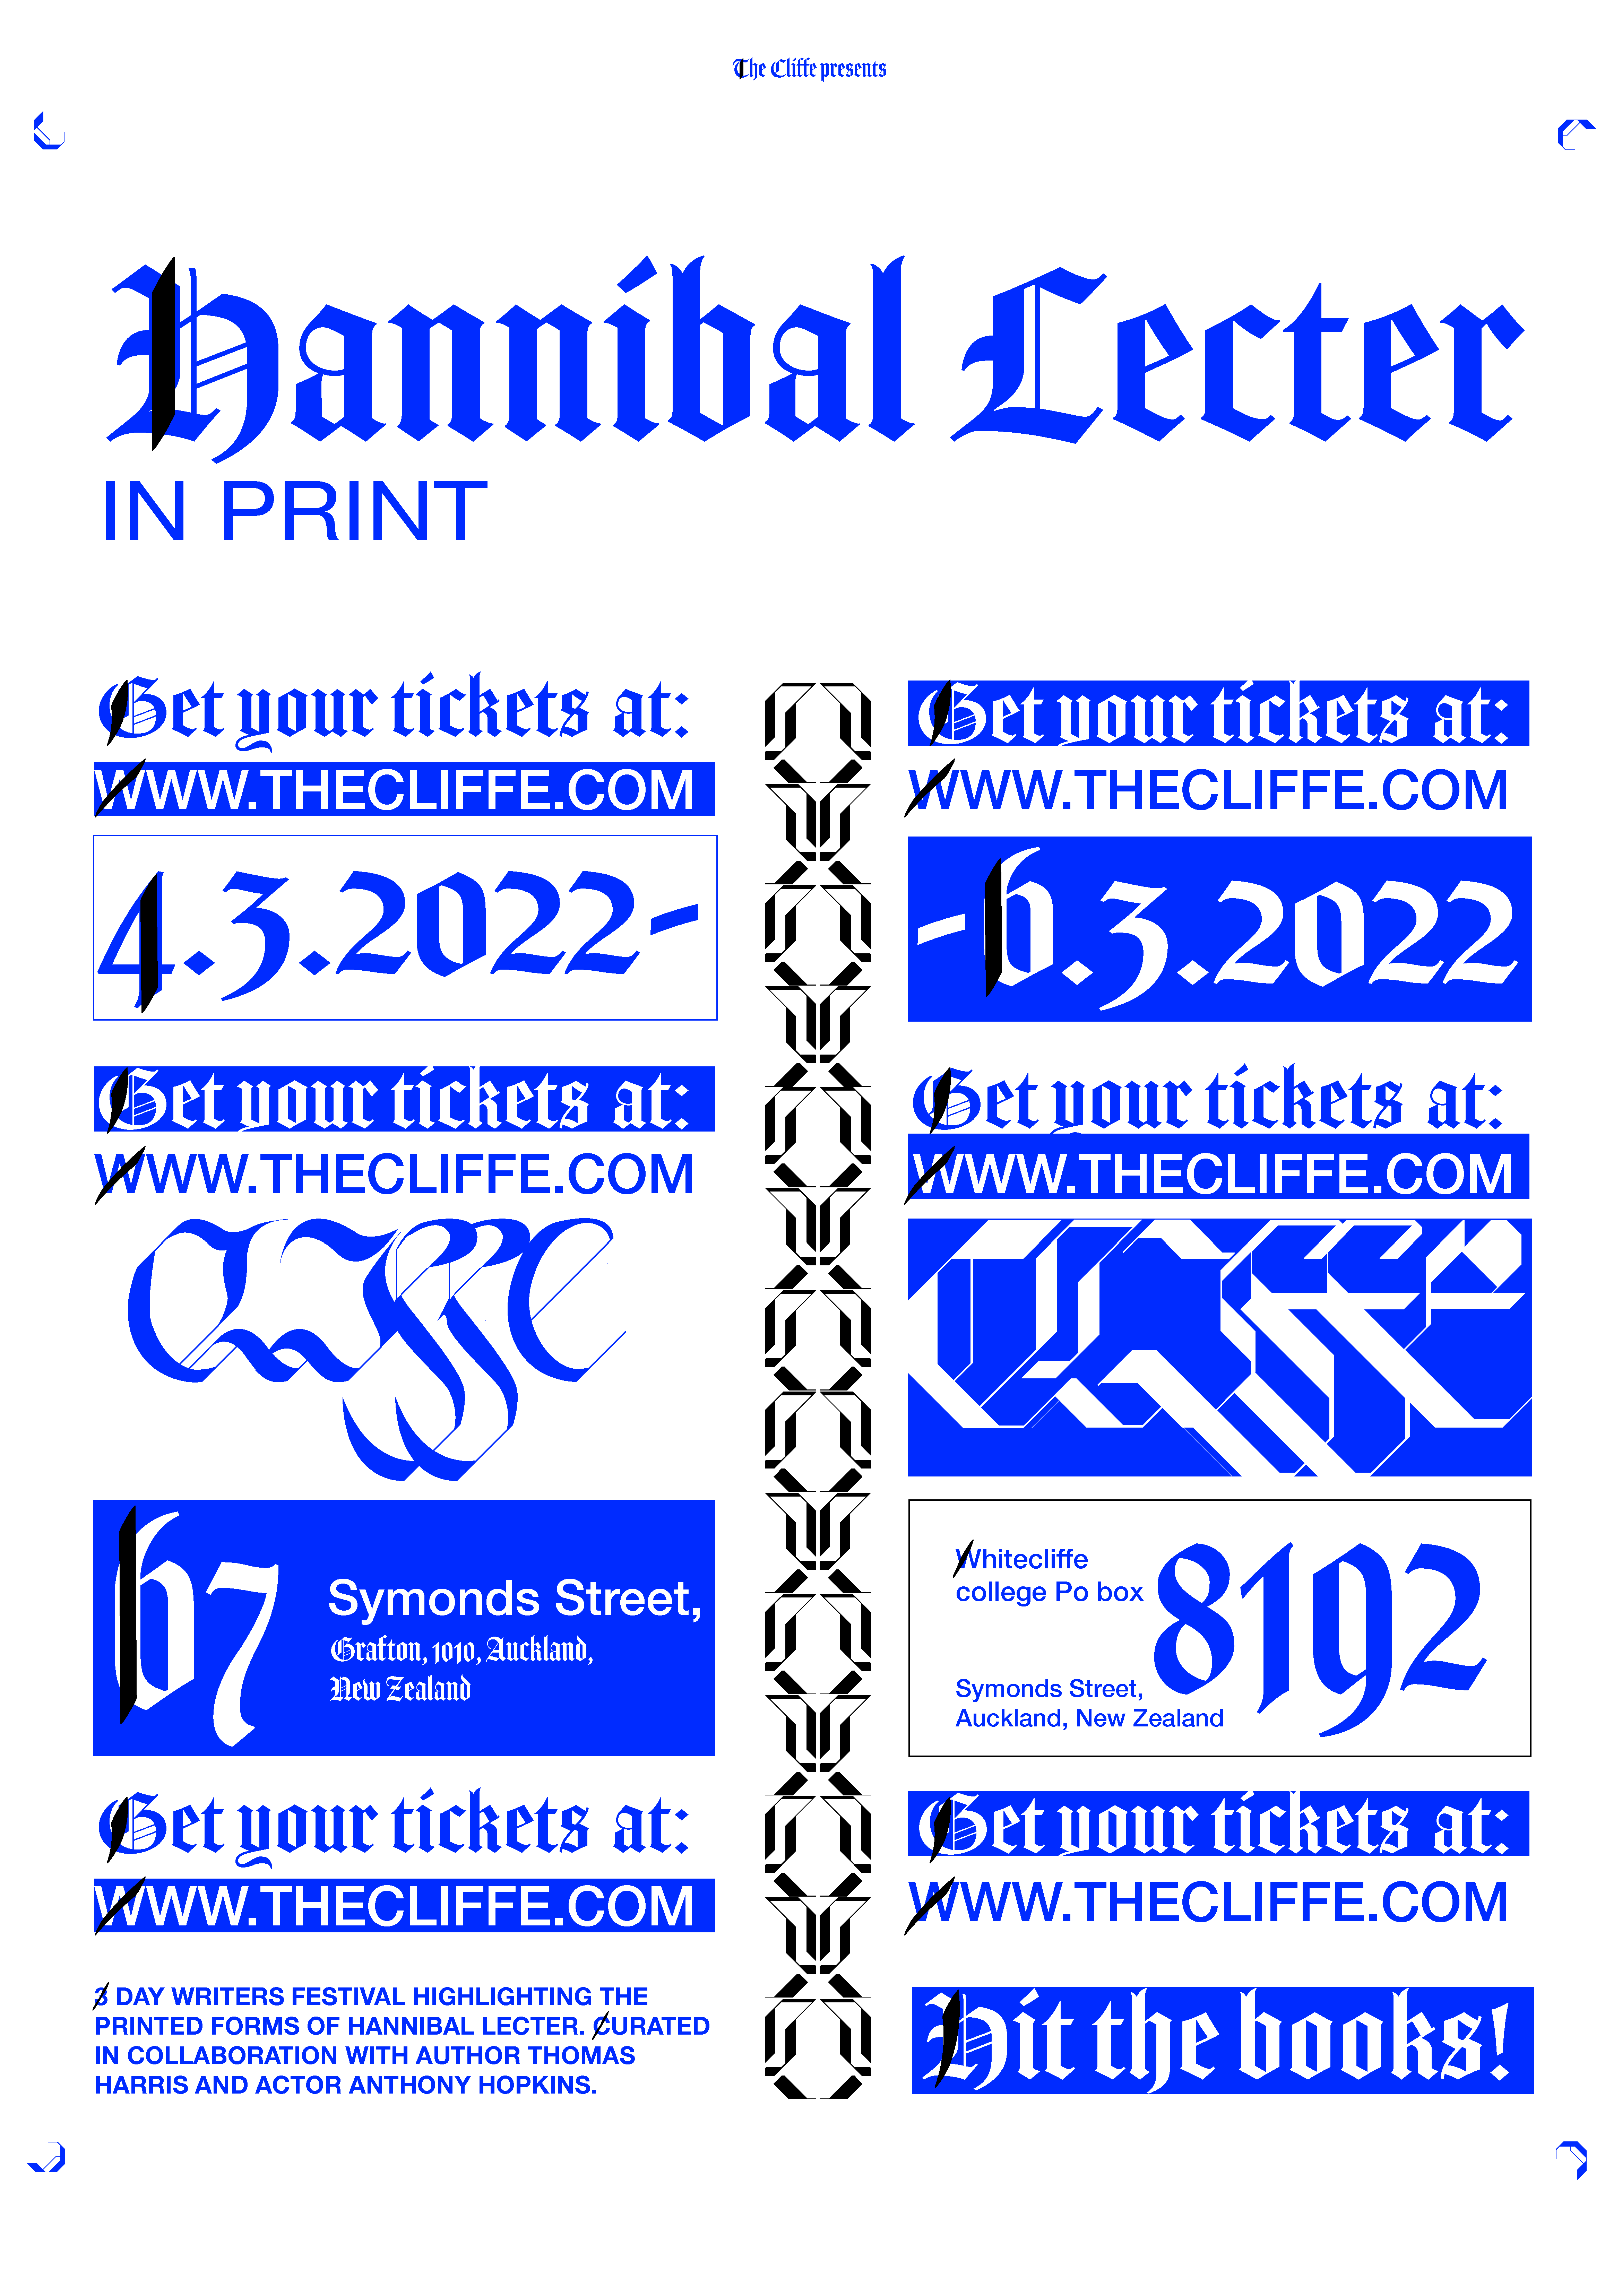 The Cliffe presents
Hannibal Lecter
IN PRINT
Get your tickets at:
WWW.THECLIFFE.COM
4.3.2022-
Get your tickets at:
WWW.THECLIFFE.COM
Cliffe
67
Symonds Street,
Grafton, 1010, Auckland,
New Zealand
Get your tickets at:
WWW.THECLIFFE.COM
3 DAY WRITERS FESTIVAL HIGHLIGHTING THE
PRINTED FORMS OF HANNIBAL LECTER. CURATED
IN COLLABORATION WITH AUTHOR THOMAS
HARRIS AND ACTOR ANTHONY HOPKINS.
Get your tickets at:
WWW.THECLIFFE.COM
-6.3.2022
Get your tickets at:
WWW.THECLIFFE.COM
Cliffe
Whitecliffe
college Po box
8192
Symonds Street,
Auckland, New Zealand
Get your tickets at:
WWW.THECLIFFE.COM
Hit the books!